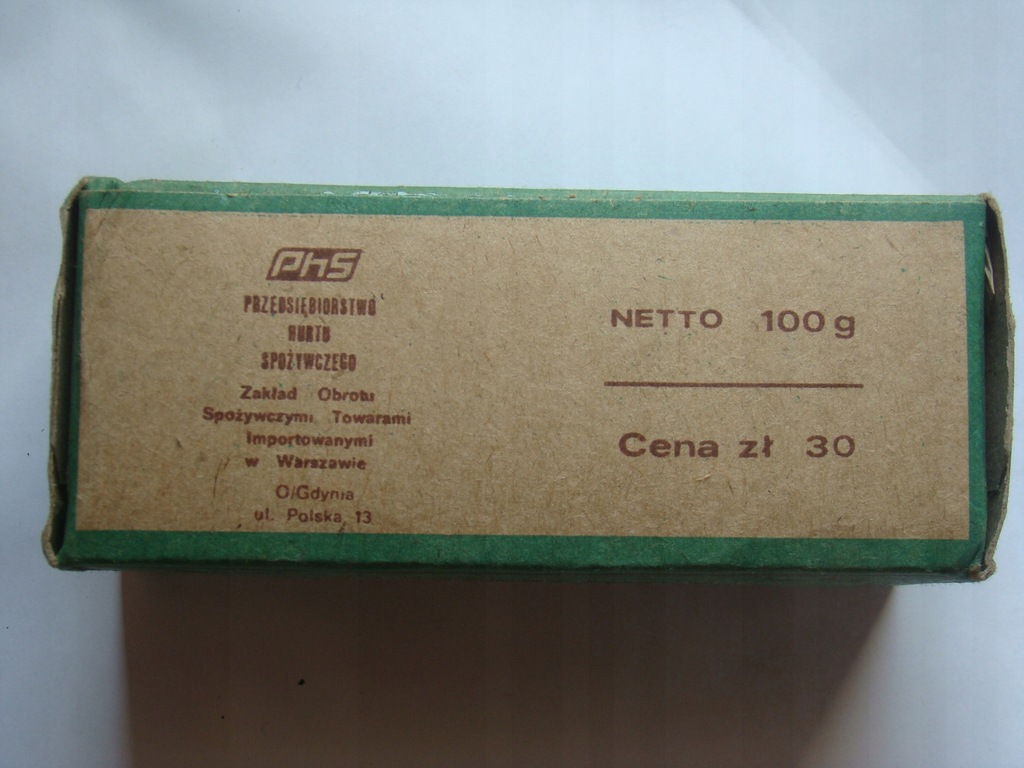 PHS
PRZEDSIĘBIORSTWO
HURTU
SPOŻYWCZEGO
Zakład Obrotu
Spożywczymi Towarami
Importowanymi
w Warszawie
O/Gdynia
ul. Polska 13
NETTO 100 g
Cena zł 30